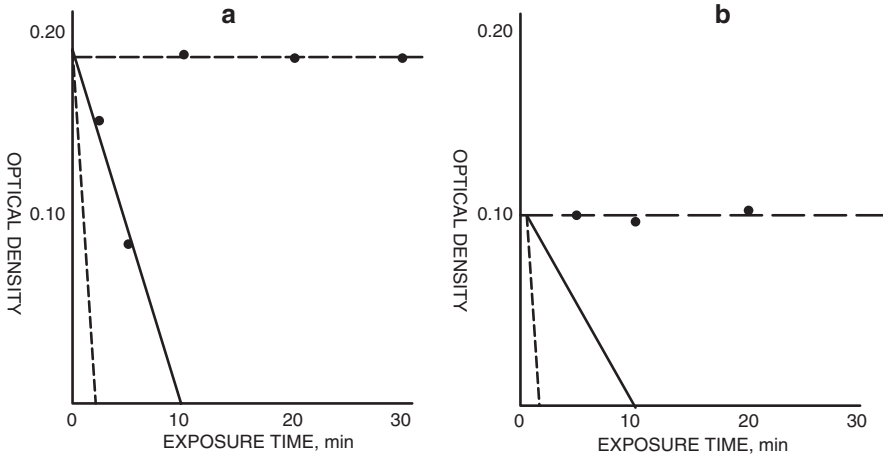 a
0.20
0.10
OPTICAL DENSITY
0 10 20 30
EXPOSURE TIME, min
b
0.20
0.10
OPTICAL DENSITY
0 10 20 30
EXPOSURE TIME, min